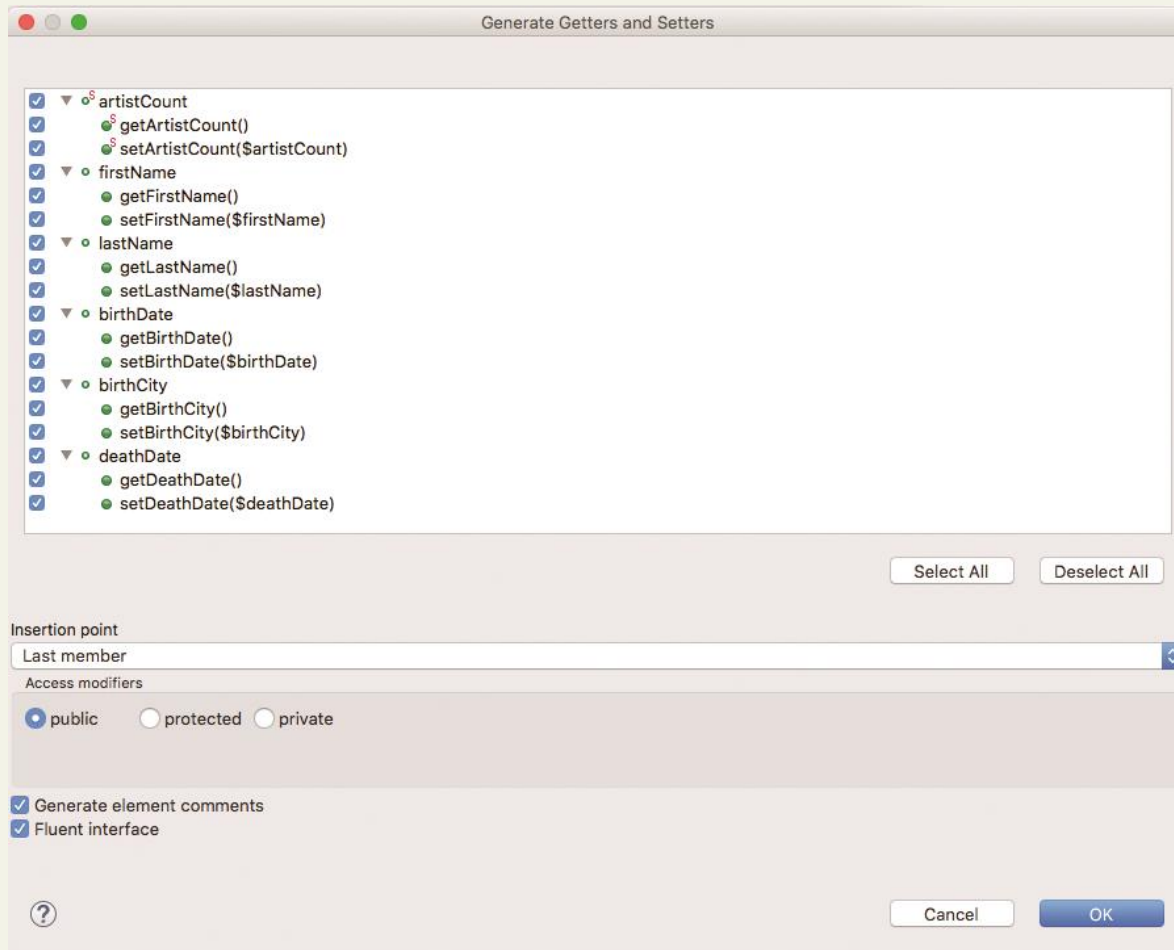 Generate Getters and Setters
S artistCount
S getArtistCount()
S setArtistCount($artistCount)
firstName
getFirstName()
setFirstName($firstName)
lastName
getLastName()
setLastName($lastName)
birthDate
getBirthDate()
setBirthDate($birthDate)
birthCity
getBirthCity()
setBirthCity($birthCity)
deathDate
getDeathDate()
setDeathDate($deathDate)
Select All Deselect All
Insertion point
Last member
Access modifiers
public protected private
Generate element comments
Fluent interface
? Cancel OK